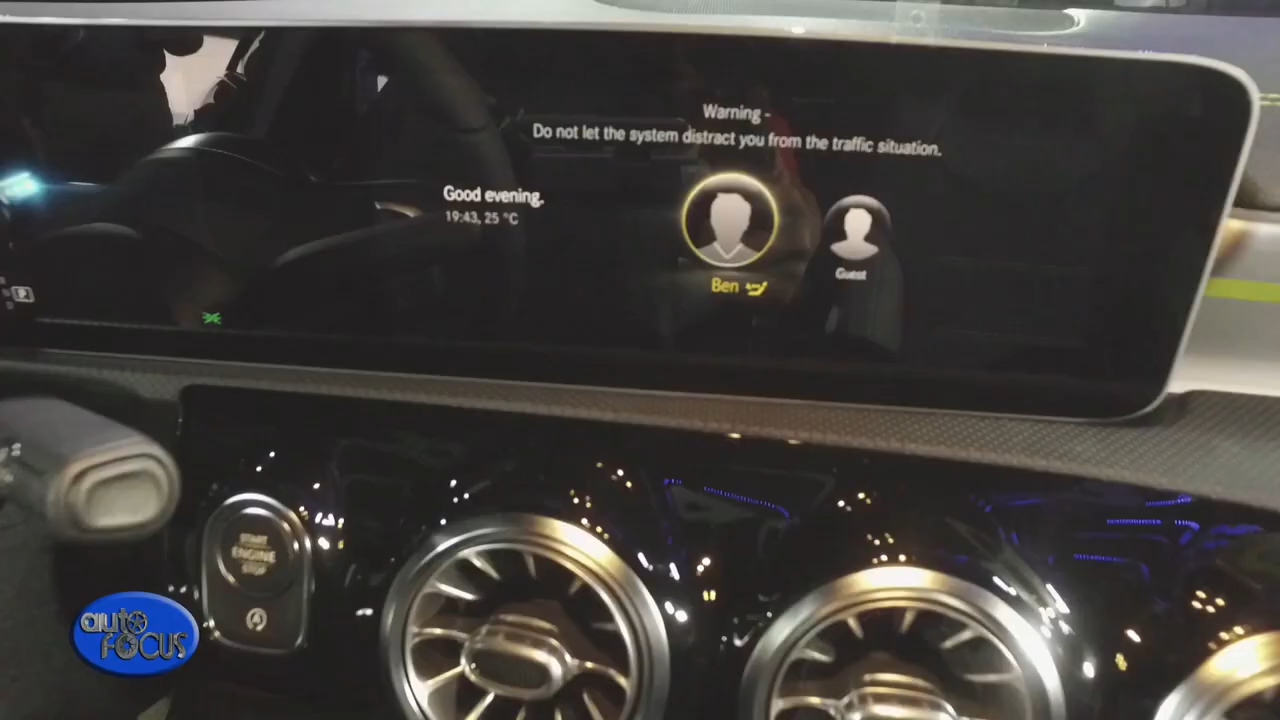 Warning -
Do not let the system distract you from the traffic situation.
Good evening.
19:43, 25 °C
Ben
Guest
P
START
ENGINE
STOP
A
auto
FOCUS